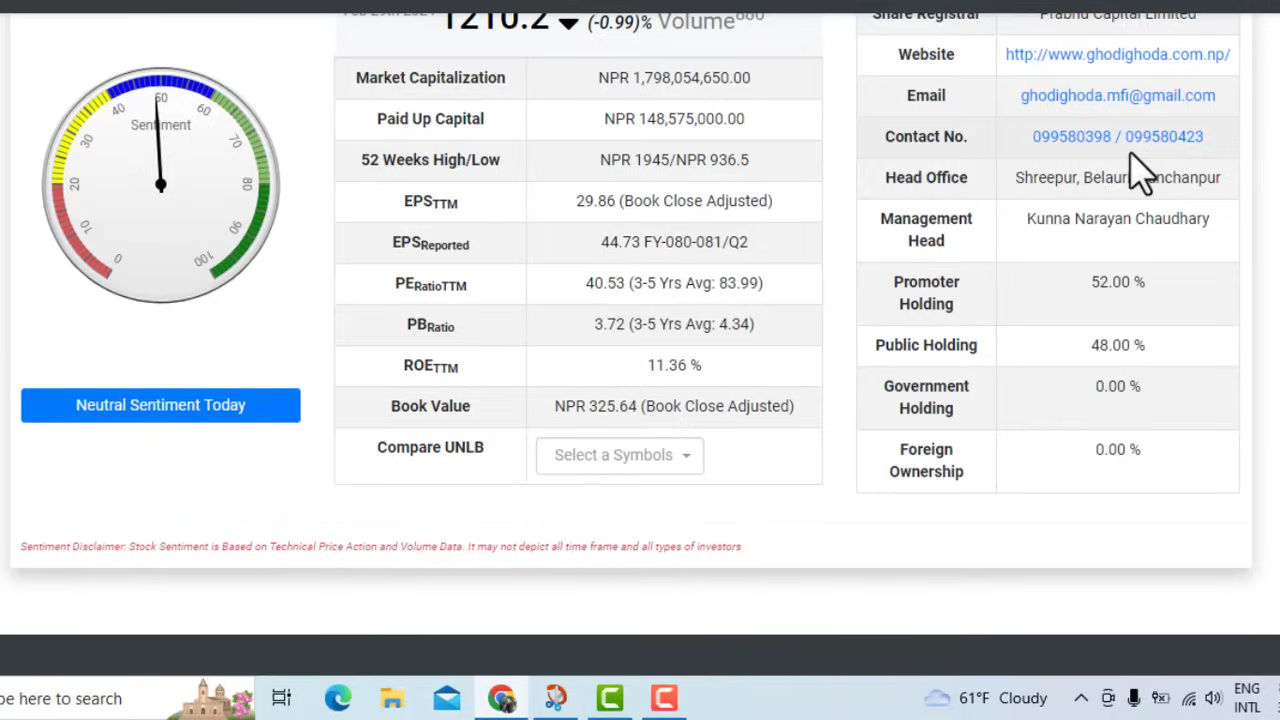 1210.2 (-0.99)% Volume
Share Registrar Prabhu Capital Limited
Website http://www.ghodighoda.com.np/
Email ghodighoda.mfi@gmail.com
Contact No. 099580398 / 099580423
Head Office Shreepur,
Management Head Kunna Narayan Chaudhary
Promoter Holding 52.00 %
Public Holding 48.00 %
Government Holding 0.00 %
Foreign Ownership 0.00 %
Market Capitalization NPR 1,798,054,650.00
Paid Up Capital NPR 148,575,000.00
52 Weeks High/Low NPR 1945/NPR 936.5
EPSTTM 29.86 (Book Close Adjusted)
EPSReported 44.73 FY-080-081/Q2
PERatioTTM 40.53 (3-5 Yrs Avg: 83.99)
PBRatio 3.72 (3-5 Yrs Avg: 4.34)
ROETTM 11.36 %
Book Value NPR 325.64 (Book Close Adjusted)
Compare UNLB Select a Symbols
0 10 20 30 40 50 60 70 80 90 100
Sentiment
Neutral Sentiment Today
Sentiment Disclaimer: Stock Sentiment is Based on Technical Price Action and Volume Data. It may not depict all time frame and all types of investors
pe here to search
61°F Cloudy
ENG
INTL